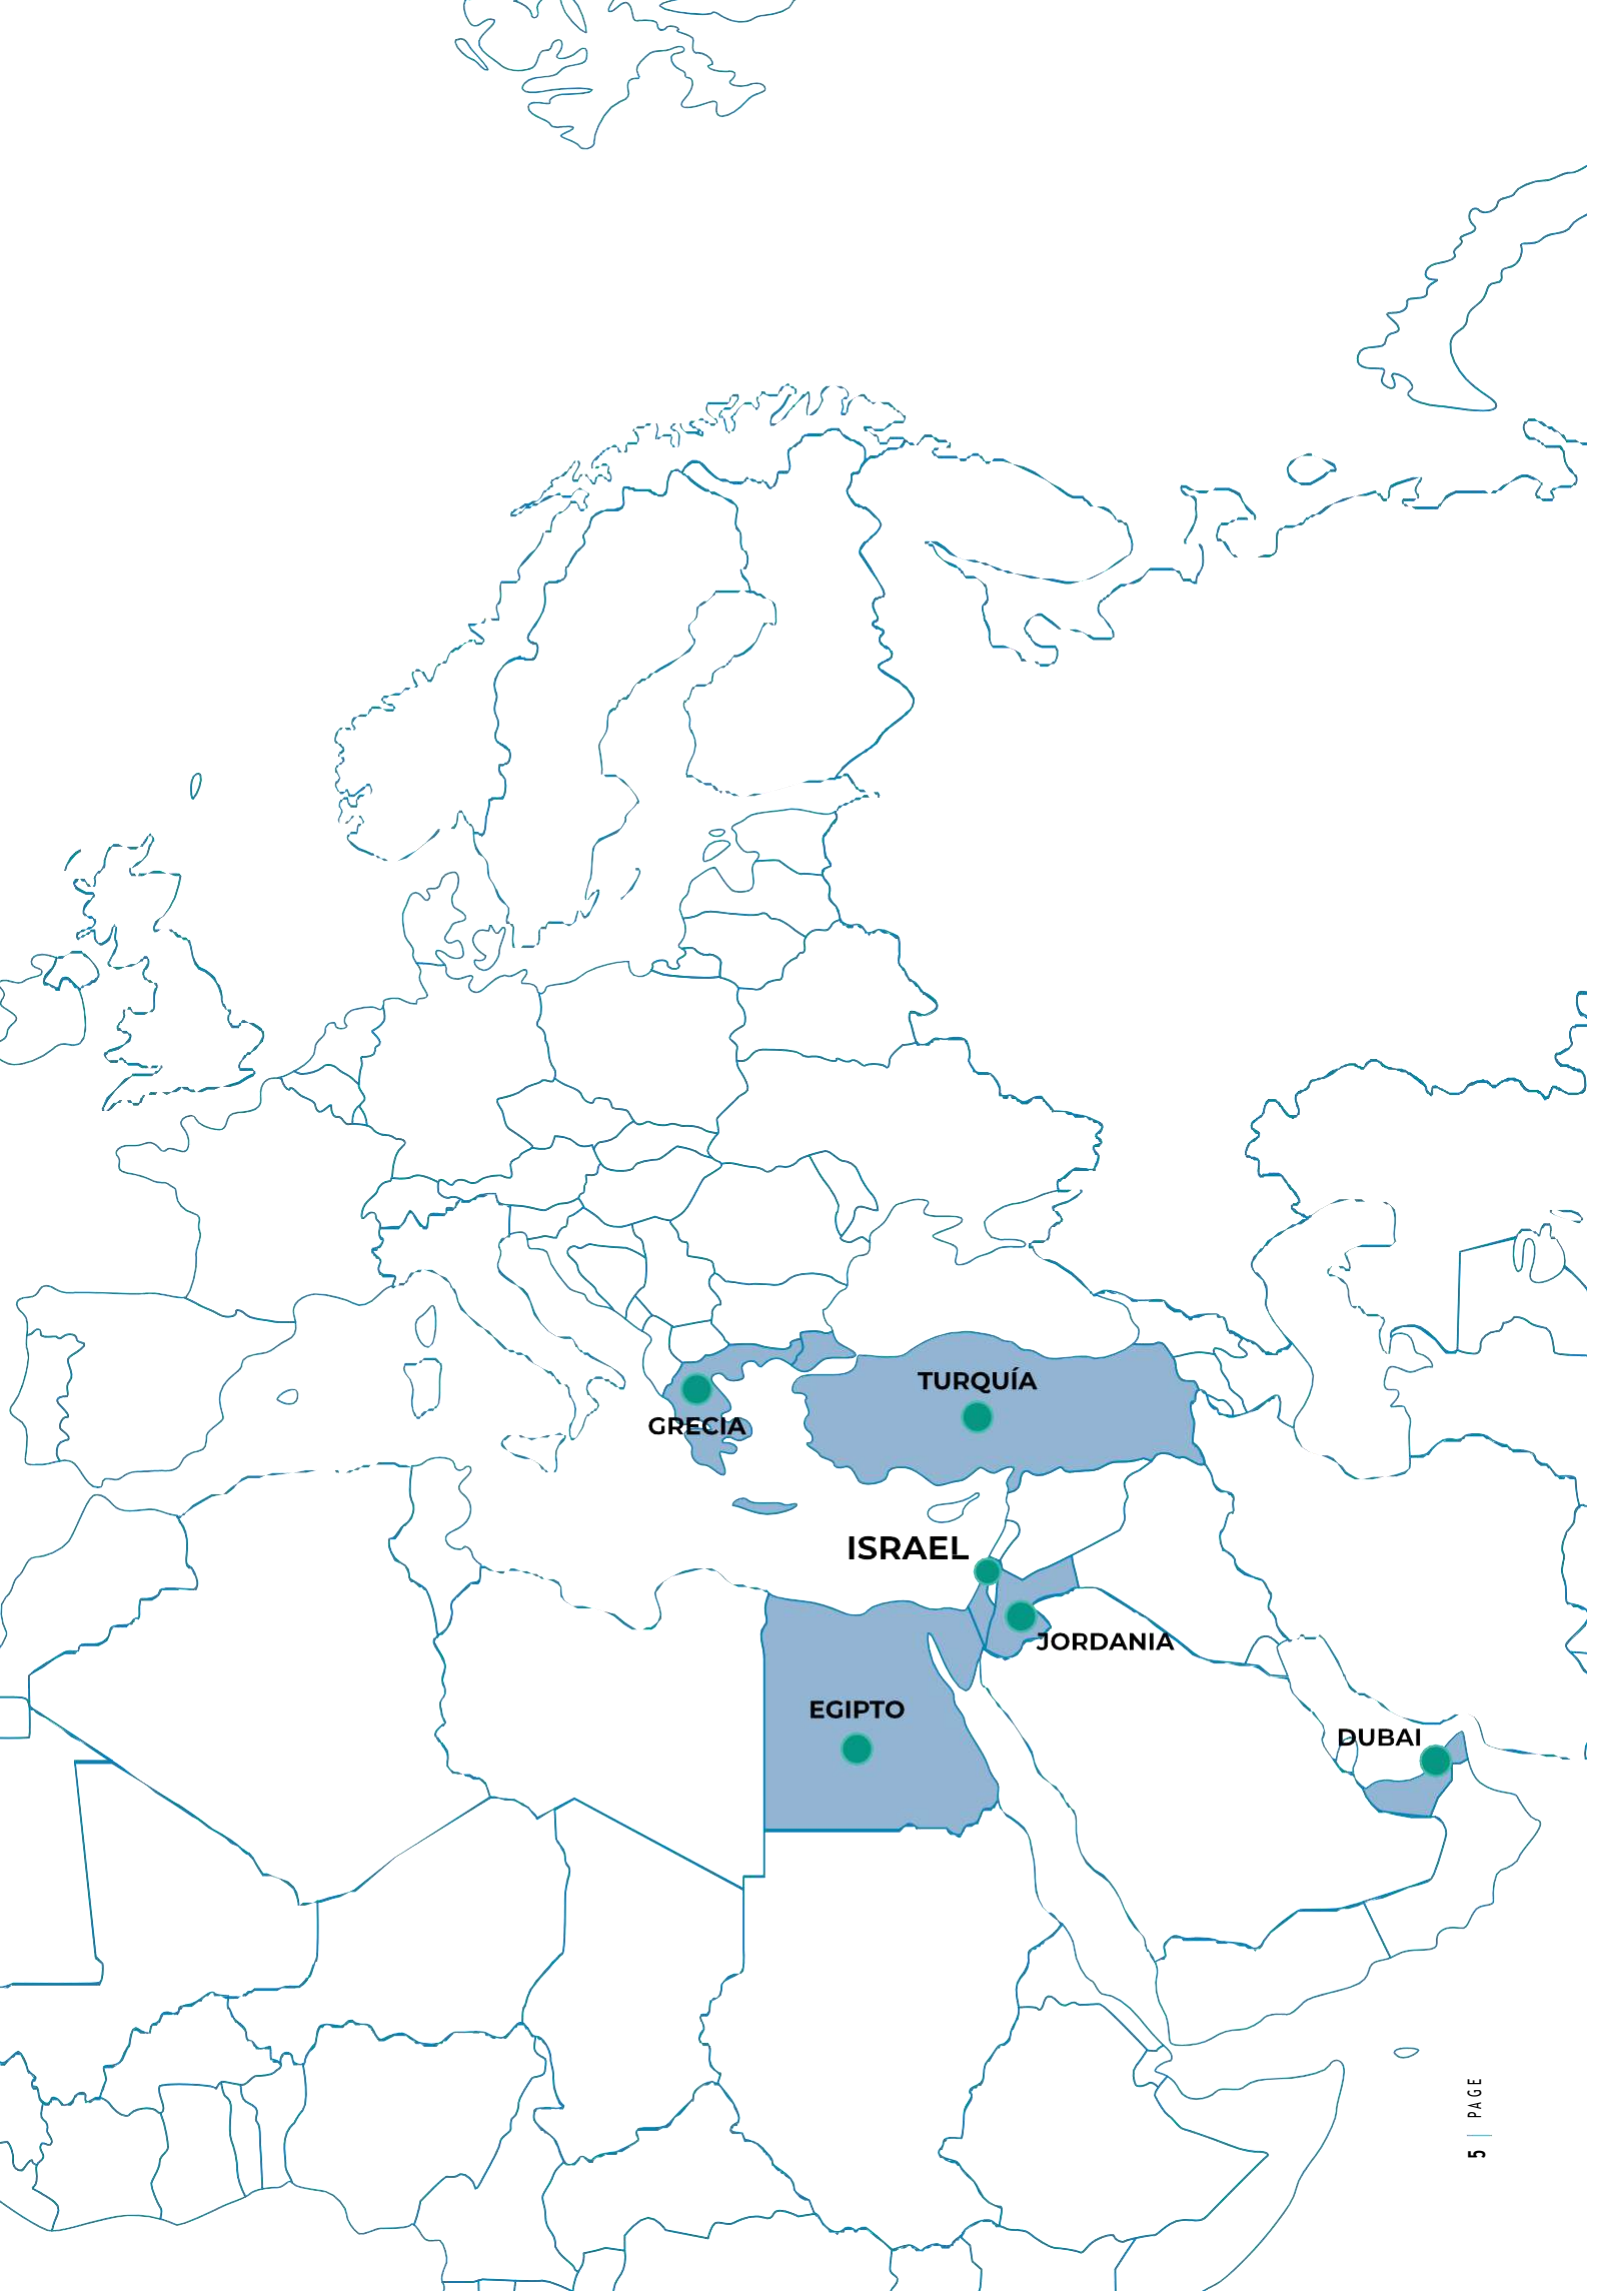 TURQUÍA
GRECIA
ISRAEL
JORDANIA
EGIPTO
DUBAI
5 | PAGE